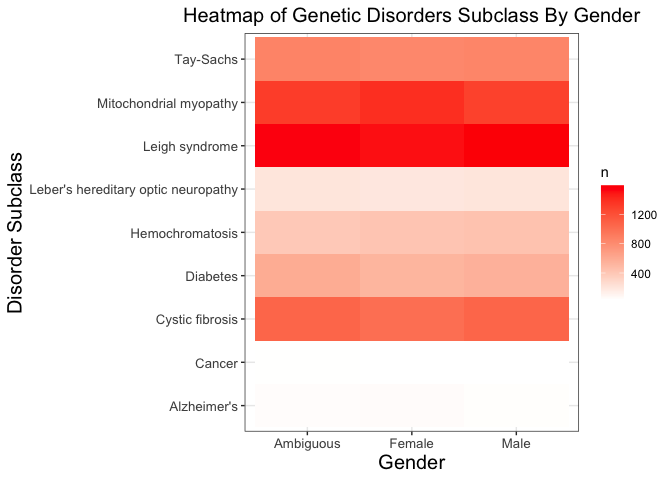 Heatmap of Genetic Disorders Subclass By Gender
Disorder Subclass
Tay-Sachs
Mitochondrial myopathy
Leigh syndrome
Leber's hereditary optic neuropathy
Hemochromatosis
Diabetes
Cystic fibrosis
Cancer
Alzheimer's
Ambiguous Female Male
Gender
n
1200
800
400